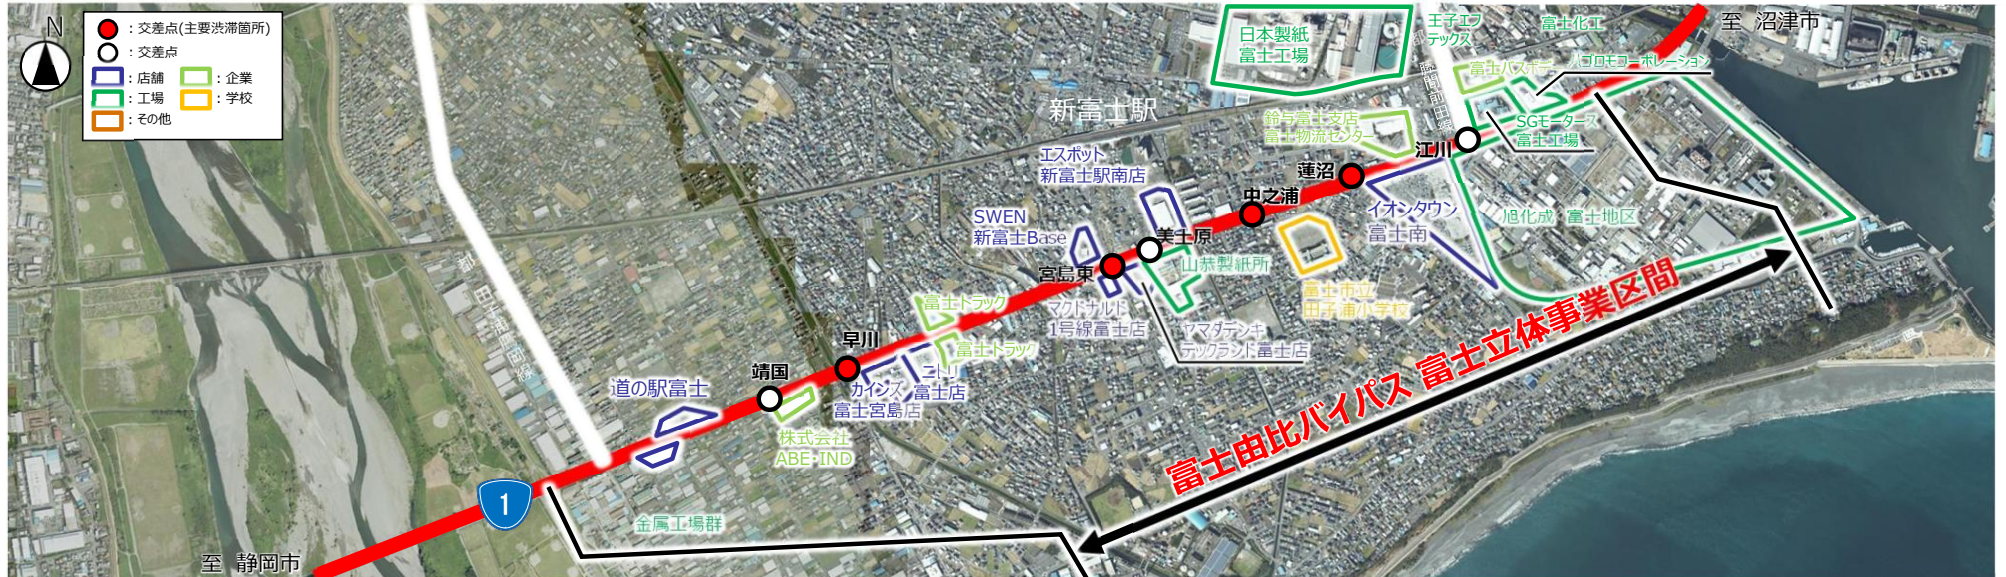 N
：交差点(主要渋滞箇所)
：交差点
：店舗
：企業
：工場
：学校
：その他
至 沼津市
王子エフ
テックス
富士化工
日本製紙
富士工場
ハゴロモコーポレーション
新富士駅
鈴与富士支店
富士物流センター
SGモータース
富士工場
江川
エスポット
新富士駅南店
蓮沼
中之浦
イオンタウン
富士南
旭化成 富士地区
SWEN
新富士Base
美土原
山恭製紙所
宮島東
富士市立
田子浦小学校
富士トラック
マクドナルド
1号線富士店
ヤマダデンキ
テックランド富士店
早川
富士トラック
靖国
道の駅富士
カインズ
富士宮島店
ニトリ
富士店
株式会社
ABE・IND
富士由比バイパス 富士立体事業区間
1
金属工場群
至 静岡市